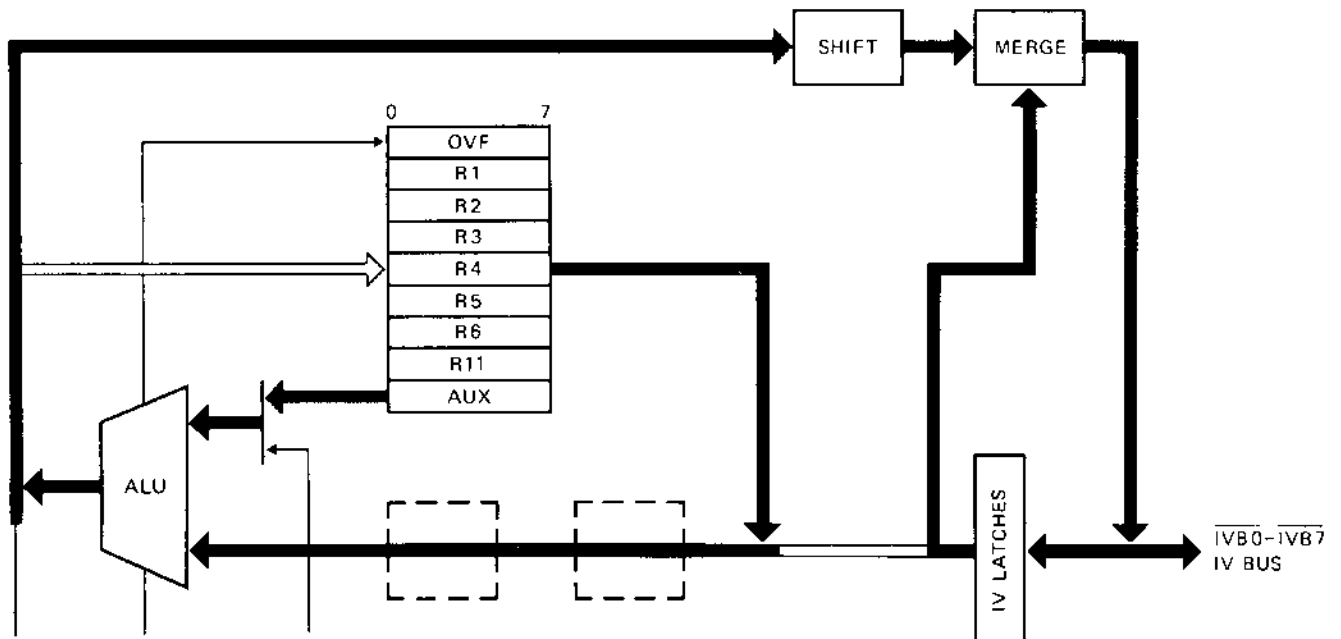 SHIFT
MERGE
0 7
OVF
R1
R2
R3
R4
R5
R6
R11
AUX
ALU
IV LATCHES
IVB0-IVB7
IV BUS